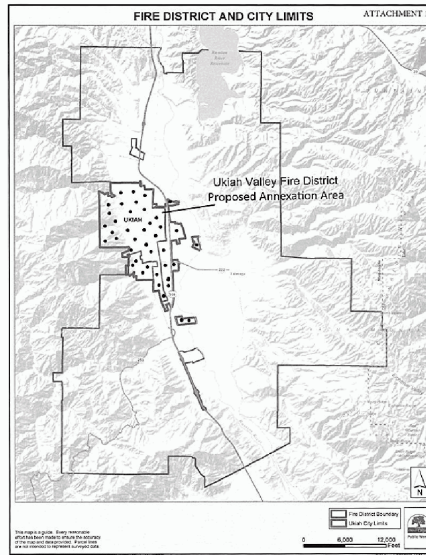 FIRE DISTRICT AND CITY LIMITS
ATTACHMENT
Ukiah Valley Fire District
Proposed Annexation Area
UKIAH
N
Fire District Boundary
Ukiah City Limits
This map is a guide. Every reasonable
effort has been made to ensure the accuracy
of the map and data provided. Parcel lines
are not intended to represent surveyed data.
0 6,000 12,000
Feet